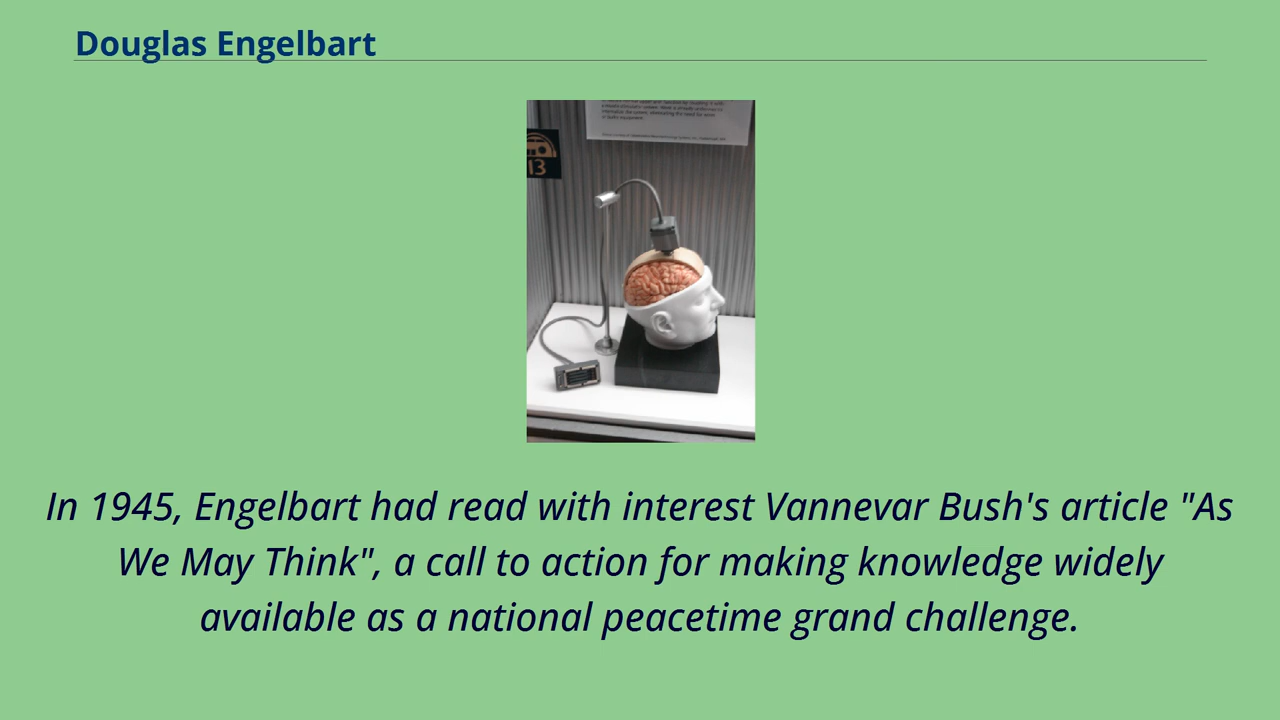 Douglas Engelbart
13
In 1945, Engelbart had read with interest Vannevar Bush's article "As
We May Think", a call to action for making knowledge widely
available as a national peacetime grand challenge.